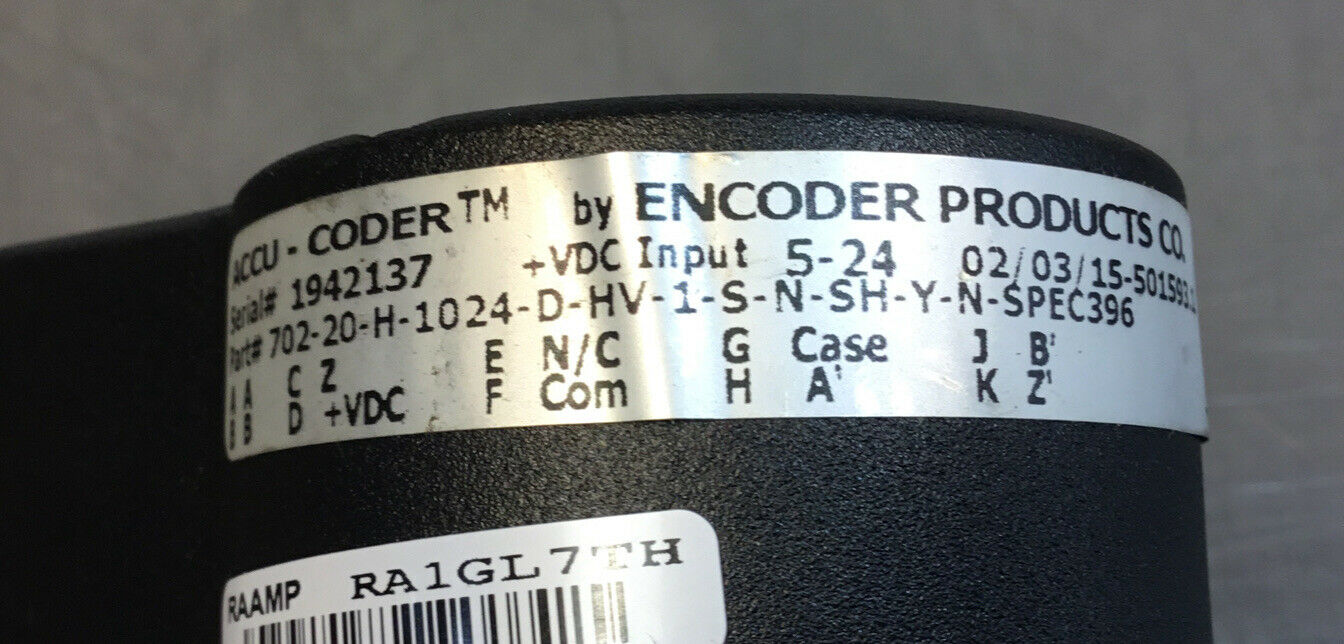 ACCU - CODER™ by ENCODER PRODUCTS CO.
Serial# 1942137 +VDC Input 5-24 02/03/15-501593.1
Part# 702-20-H-1024-D-HV-1-S-N-SH-Y-N-SPEC396
A A C Z E N/C G Case J B'
B B D +VDC F Com H A' K Z'
RAAMP RA1GL7TH